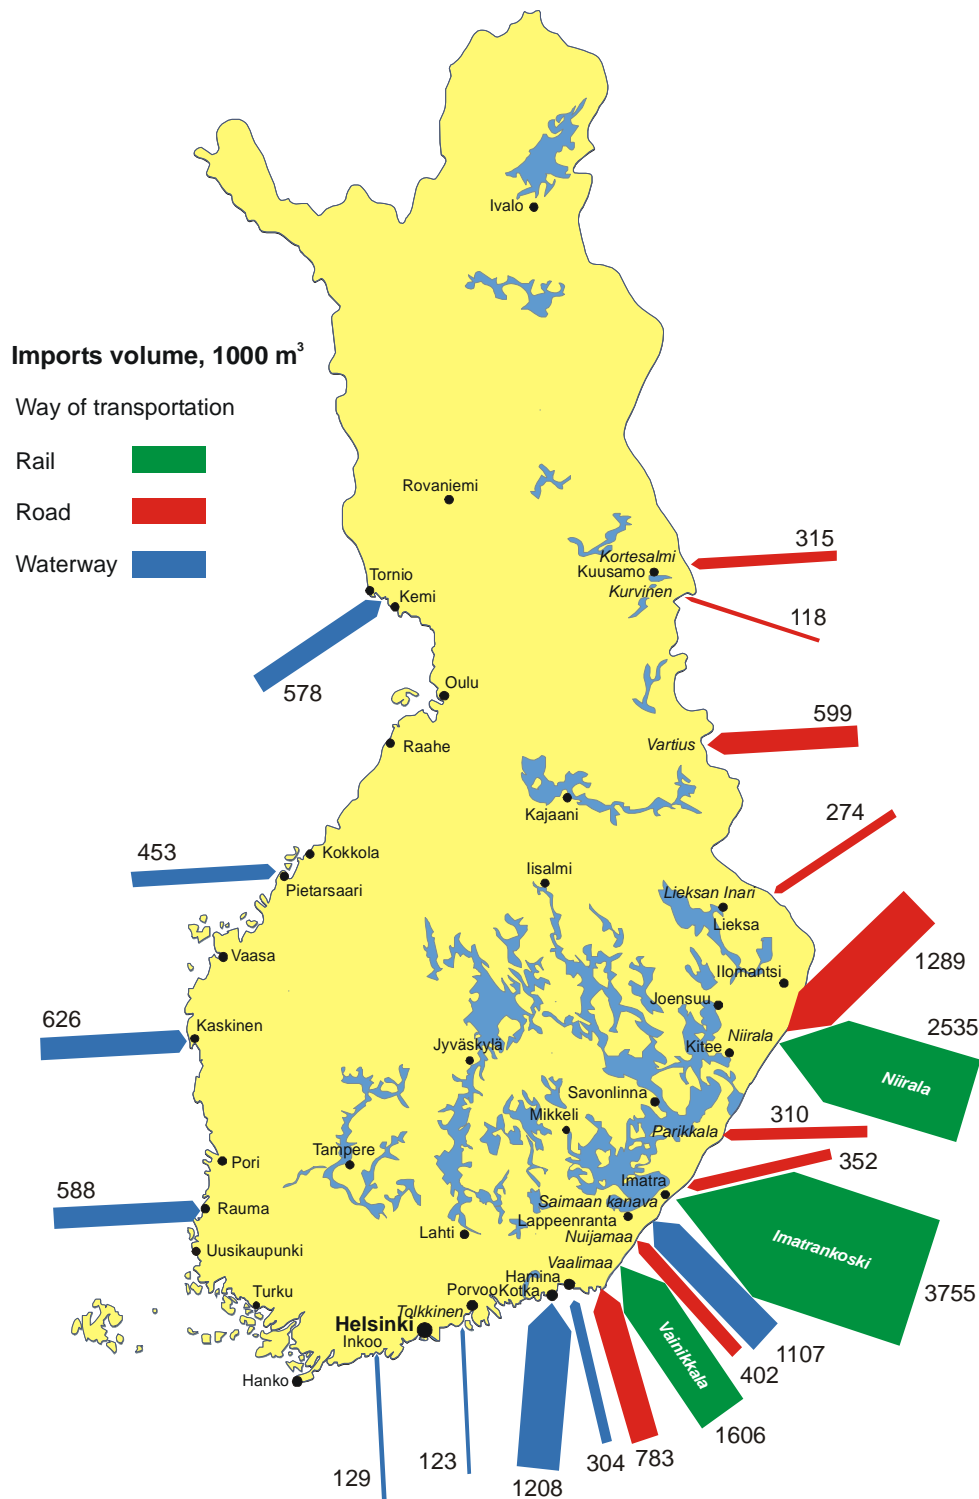 Ivalo
Imports volume, 1000 m³
Way of transportation
Rail
Road
Waterway
Rovaniemi
315
Kortesalmi
Kuusamo
Kurvinen
Tornio
Kemi
118
578
Oulu
599
Vartius
Raahe
Kajaani
274
453
Kokkola
Pietarsaari
Iisalmi
Lieksan Inari
Lieksa
Vaasa
1289
Ilomantsi
Joensuu
626
Kaskinen
2535
Niirala
Kitee
Jyväskylä
Niirala
Savonlinna
Mikkeli
310
Parikkala
Tampere
Pori
352
Imatra
588
Rauma
Saimaan kanava
Lappeenranta
Nuijamaa
Lahti
Imatrankoski
Uusikaupunki
Vaalimaa
Hamina
Kotka
Porvoo
Turku
Tolkkinen
3755
Helsinki
Inkoo
Vainikkala
1107
Hanko
402
1606
783
304
123
129
1208